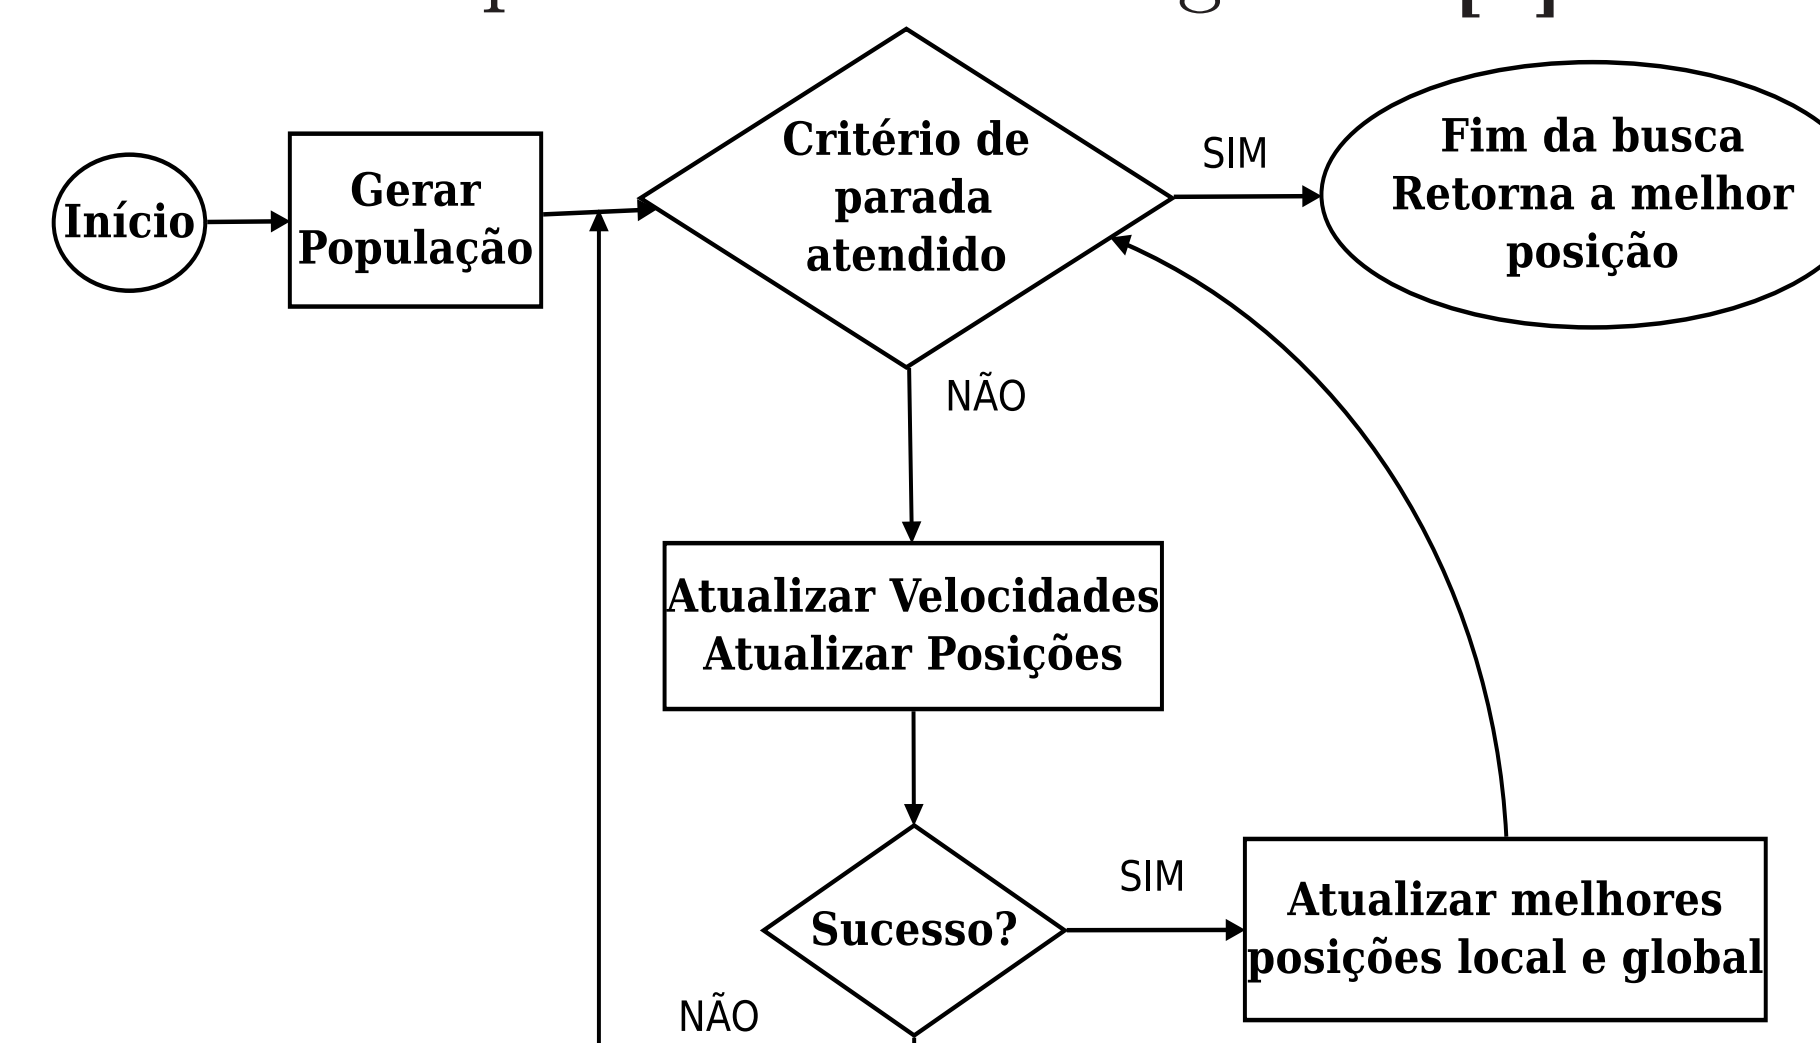 Início
Gerar
População
Critério de
parada
atendido
SIM
Fim da busca
Retorna a melhor
posição
NÃO
Atualizar Velocidades
Atualizar Posições
Sucesso?
SIM
Atualizar melhores
posições local e global
NÃO